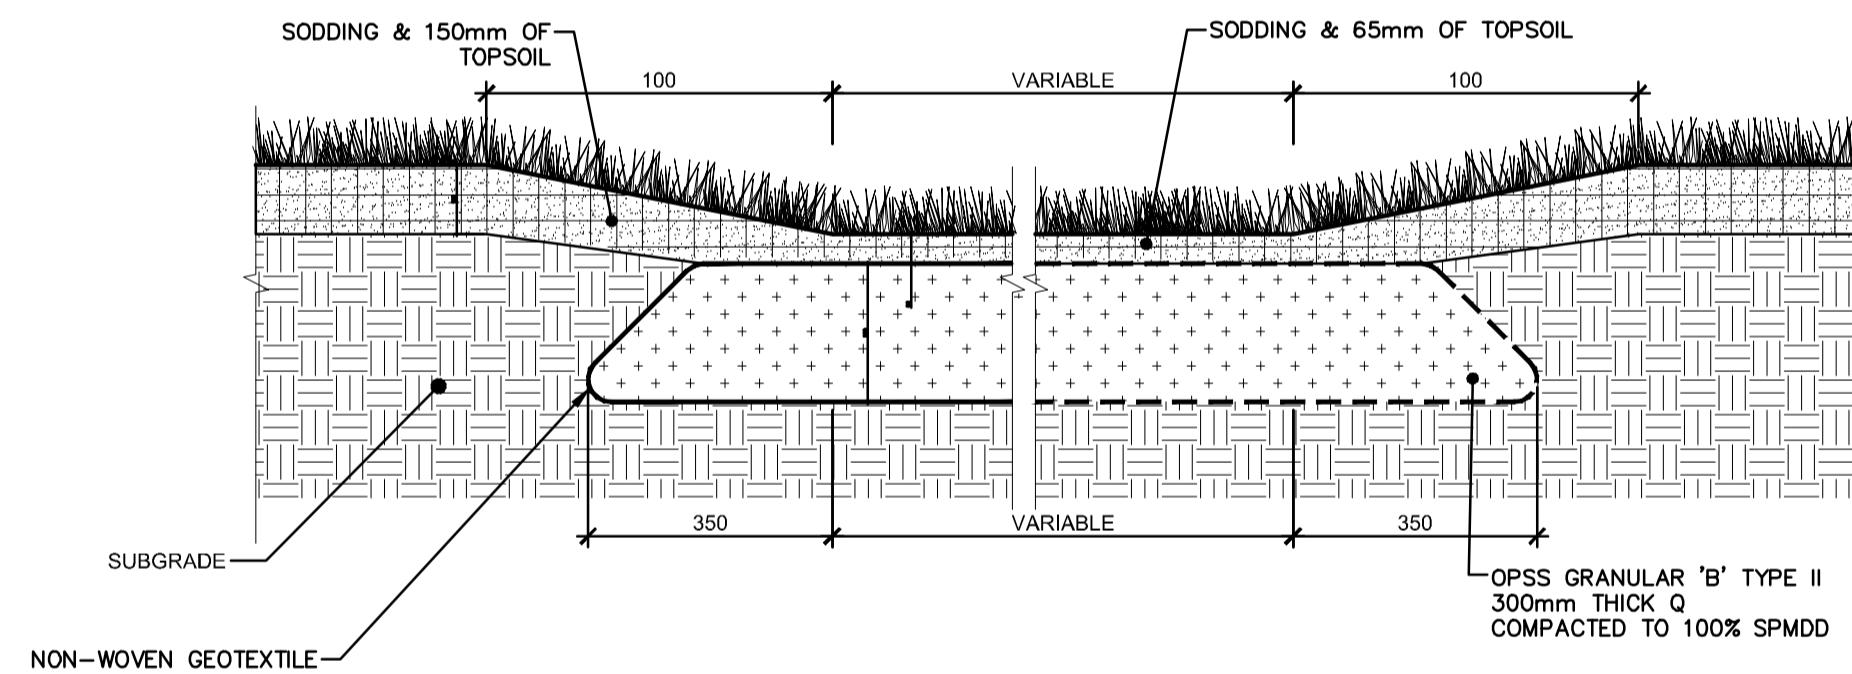 SODDING & 150mm OF
TOPSOIL
SODDING & 65mm OF TOPSOIL
100
VARIABLE
100
350
VARIABLE
350
SUBGRADE
NON-WOVEN GEOTEXTILE
OPSS GRANULAR 'B' TYPE II
300mm THICK Q
COMPACTED TO 100% SPMDD